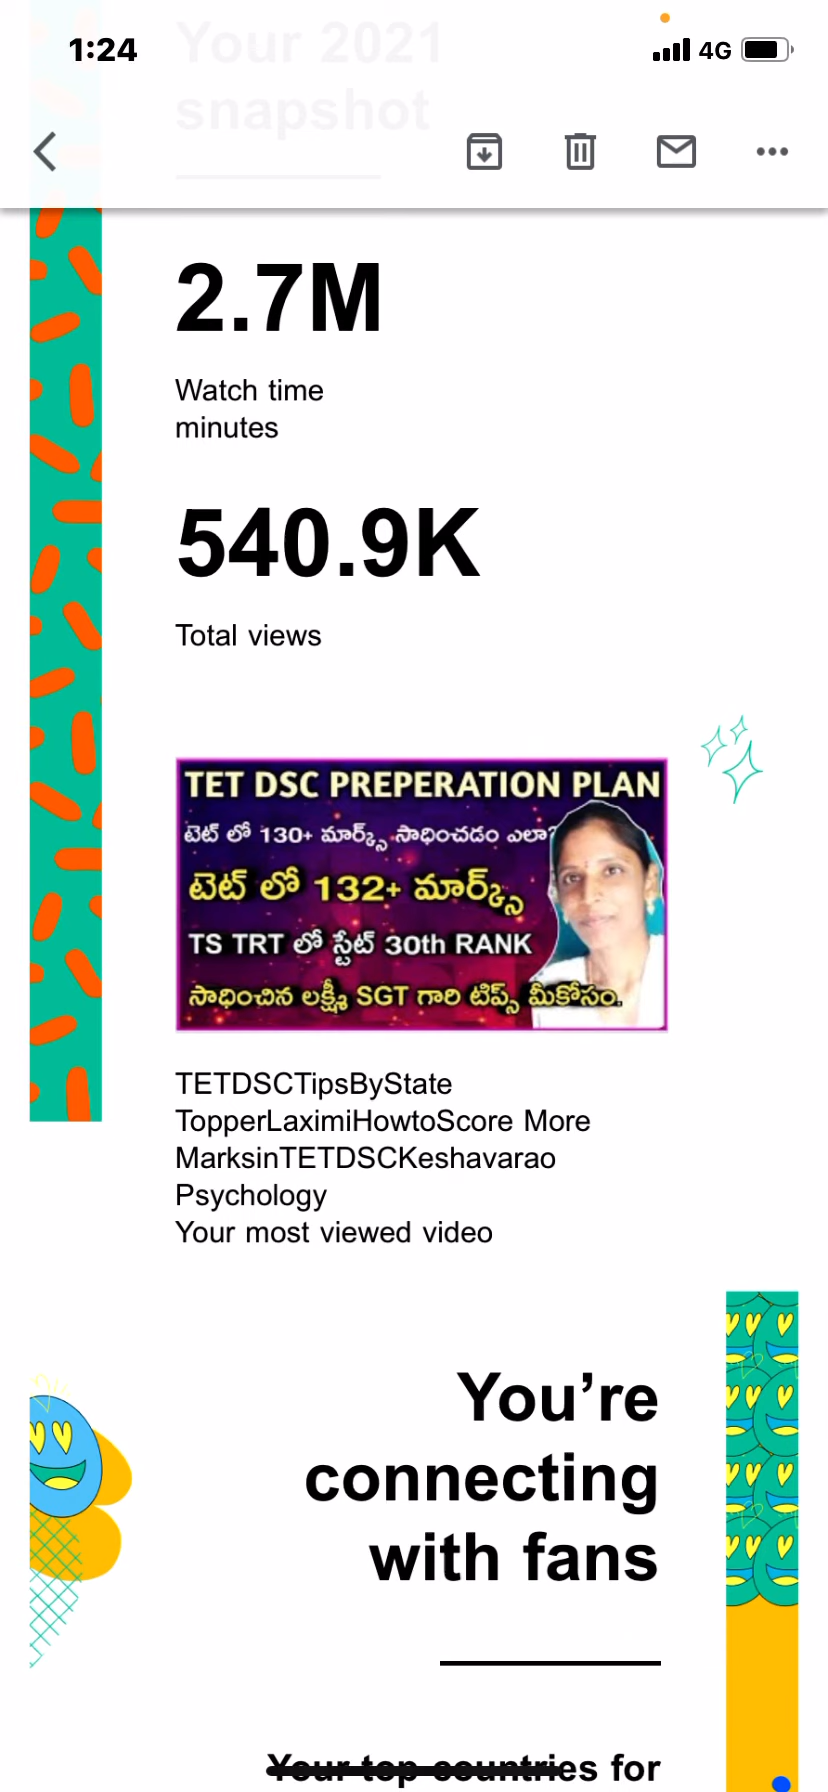 Your 2021
1:24
4G
snapshot
2.7M
Watch time
minutes
540.9K
Total views
TET DSC PREPERATION PLAN
టెట్ లో 130+ మార్క్స్ సాధించడం ఎలా?
టెట్ లో 132+ మార్క్స్
TS TRT లో స్టేట్ 30th RANK
సాధించిన లక్ష్మీ SGT గారి టిప్స్ మీకోసం.
TETDSCTipsByState
TopperLaximiHowtoScore More
MarksinTETDSCKeshavarao
Psychology
Your most viewed video
You’re
connecting
with fans
Your top countries for